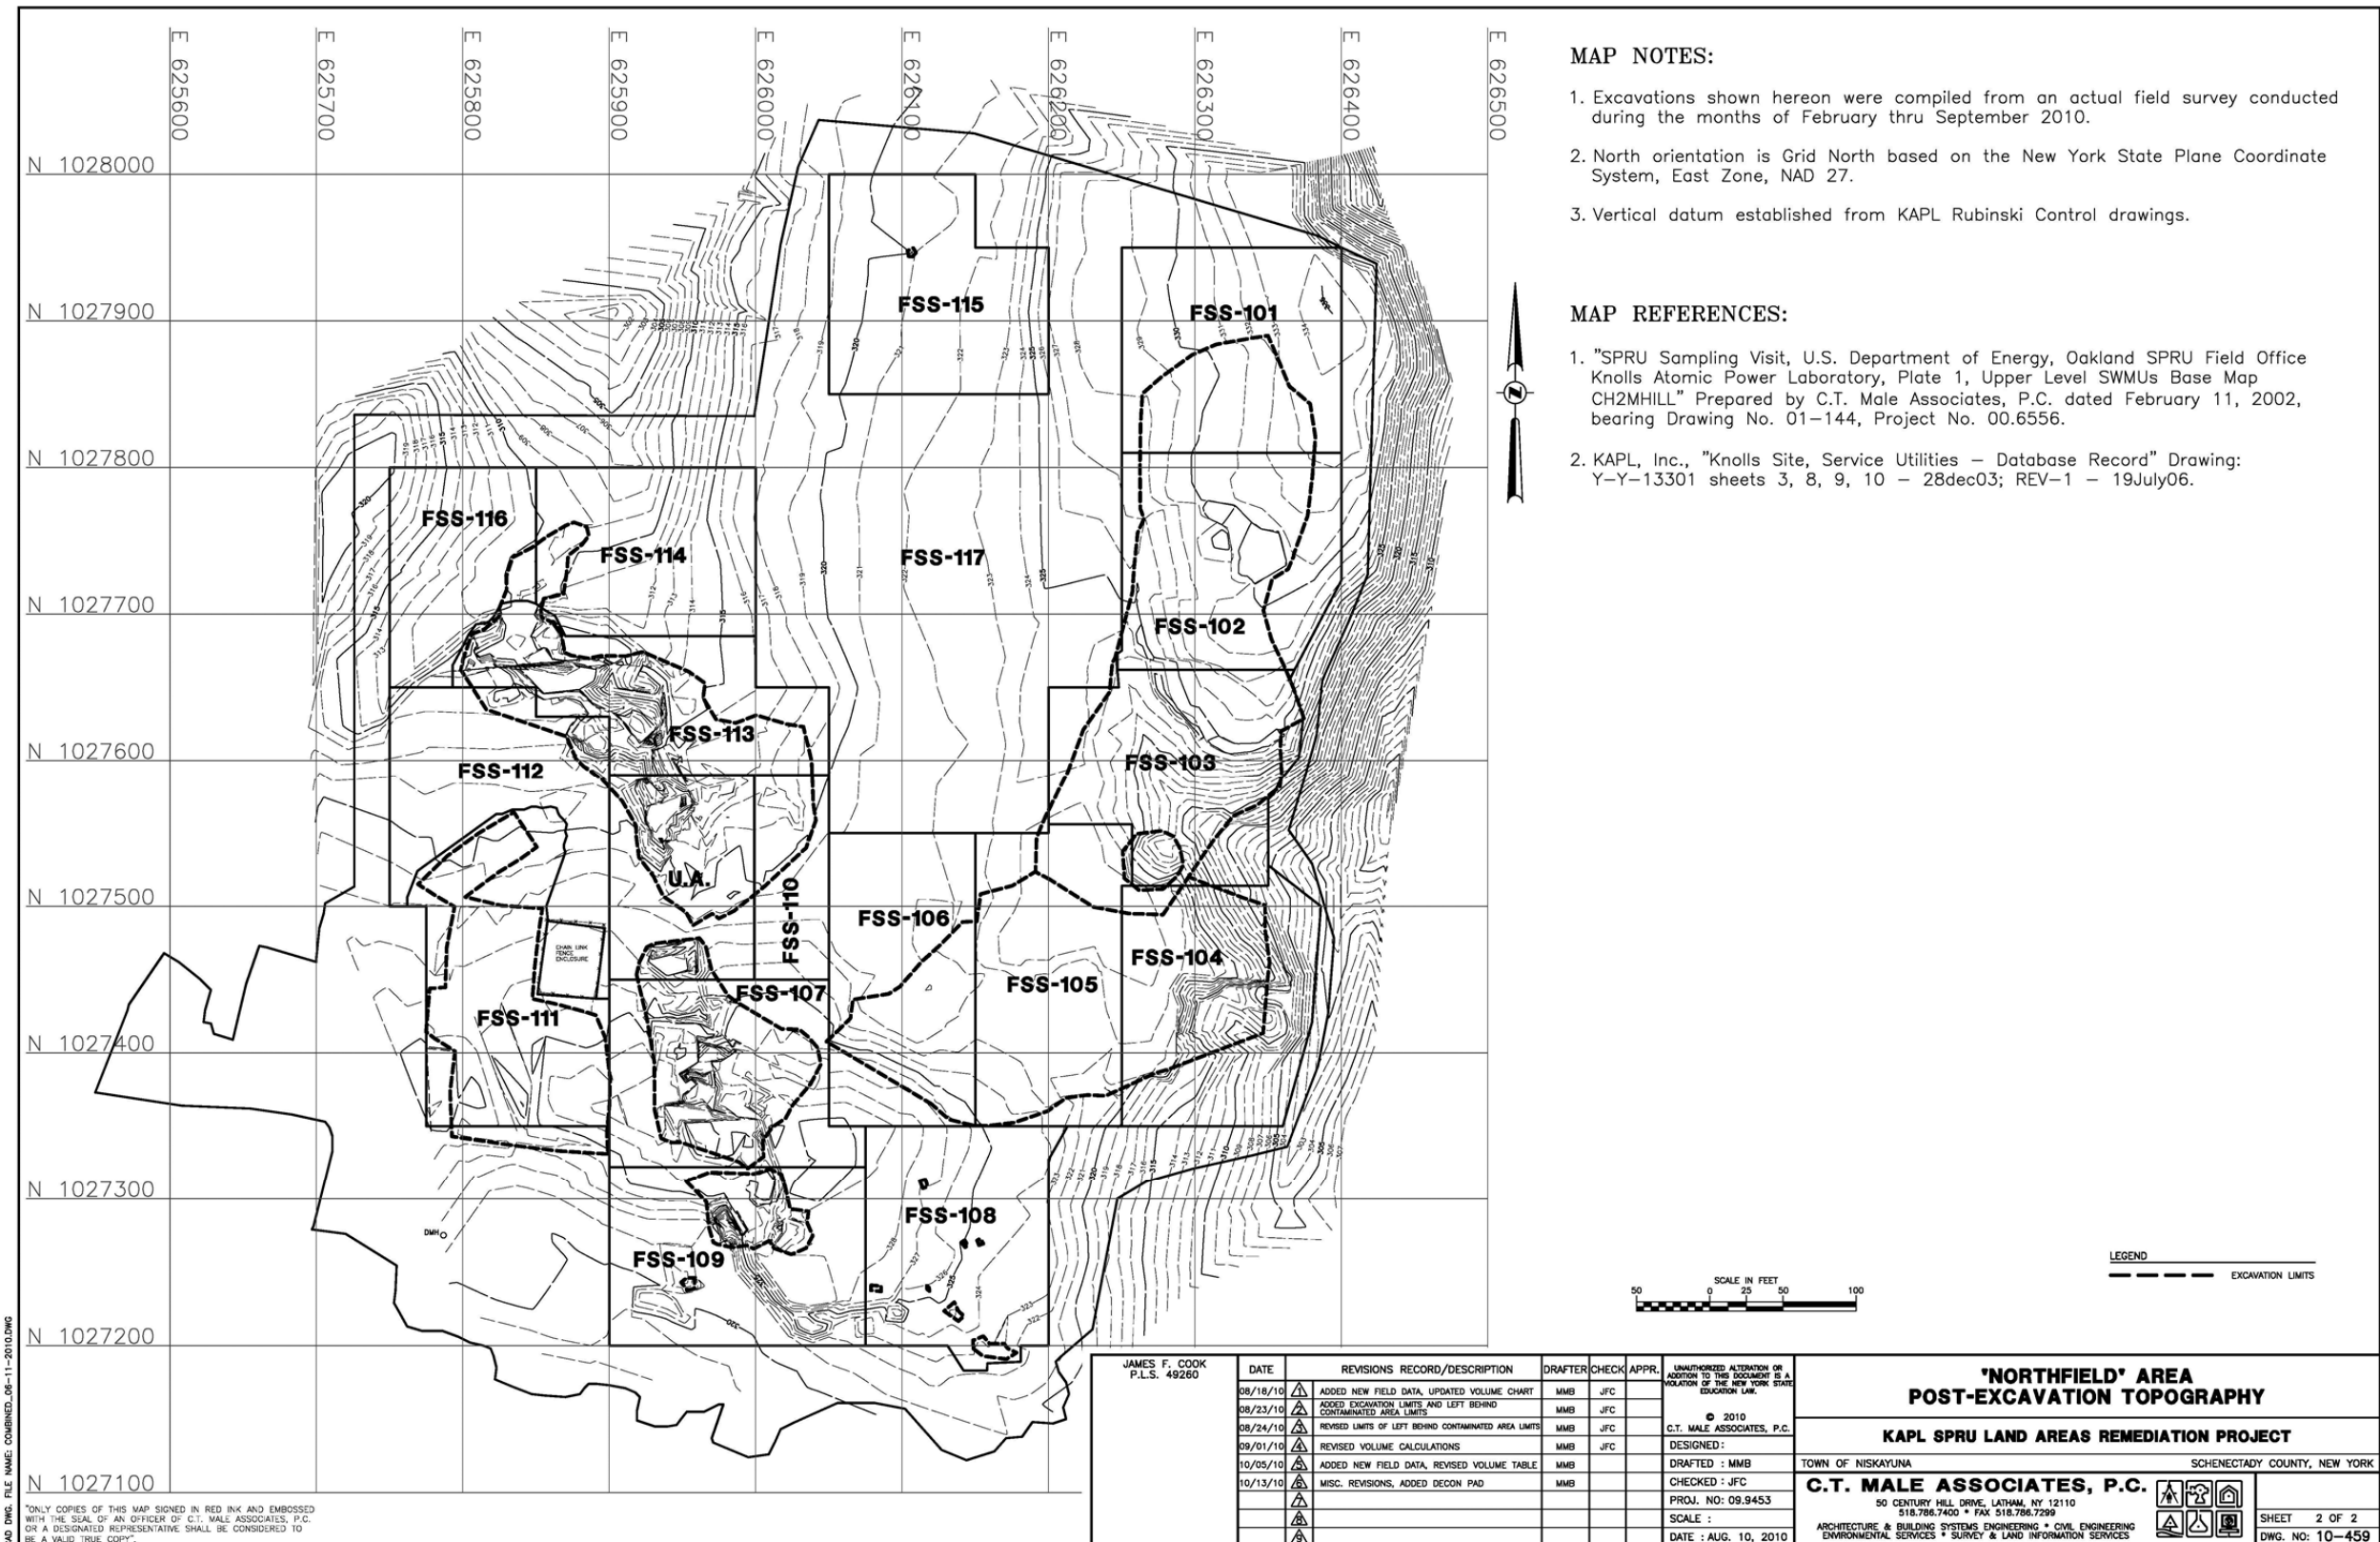 E 625600
E 625700
E 625800
E 625900
E 626000
E 626100
E 626200
E 626300
E 626400
E 626500
N 1028000
N 1027900
N 1027800
N 1027700
N 1027600
N 1027500
N 1027400
N 1027300
N 1027200
N 1027100
FSS-115
FSS-101
FSS-116
FSS-114
FSS-117
FSS-102
FSS-113
FSS-112
FSS-103
U.A.
FSS-110
FSS-106
FSS-104
FSS-105
FSS-107
FSS-111
CHAIN LINK
FENCE
ENCLOSURE
FSS-108
FSS-109
DMH
MAP NOTES:
1. Excavations shown hereon were compiled from an actual field survey conducted
during the months of February thru September 2010.
2. North orientation is Grid North based on the New York State Plane Coordinate
System, East Zone, NAD 27.
3. Vertical datum established from KAPL Rubinski Control drawings.
MAP REFERENCES:
1. "SPRU Sampling Visit, U.S. Department of Energy, Oakland SPRU Field Office
Knolls Atomic Power Laboratory, Plate 1, Upper Level SWMUs Base Map
CH2MHILL" Prepared by C.T. Male Associates, P.C. dated February 11, 2002,
bearing Drawing No. 01-144, Project No. 00.6556.
2. KAPL, Inc., "Knolls Site, Service Utilities - Database Record" Drawing:
Y-Y-13301 sheets 3, 8, 9, 10 - 28dec03; REV-1 - 19July06.
Z
SCALE IN FEET
50 0 25 50 100
LEGEND
EXCAVATION LIMITS
AD DWG. FILE NAME: COMBINED_06-11-2010.DWG
"ONLY COPIES OF THIS MAP SIGNED IN RED INK AND EMBOSSED
WITH THE SEAL OF AN OFFICER OF C.T. MALE ASSOCIATES, P.C.
OR A DESIGNATED REPRESENTATIVE SHALL BE CONSIDERED TO
BE A VALID TRUE COPY".
JAMES F. COOK
P.L.S. 49260
DATE REVISIONS RECORD/DESCRIPTION DRAFTER CHECK APPR.
08/18/10 1 ADDED NEW FIELD DATA, UPDATED VOLUME CHART MMB JFC
08/23/10 2 ADDED EXCAVATION LIMITS AND LEFT BEHIND
CONTAMINATED AREA LIMITS MMB JFC
08/24/10 3 REVISED LIMITS OF LEFT BEHIND CONTAMINATED AREA LIMITS MMB JFC
09/01/10 4 REVISED VOLUME CALCULATIONS MMB JFC
10/05/10 5 ADDED NEW FIELD DATA, REVISED VOLUME TABLE MMB
10/13/10 6 MISC. REVISIONS, ADDED DECON PAD MMB
7
8
9
UNAUTHORIZED ALTERATION OR
ADDITION TO THIS DOCUMENT IS A
VIOLATION OF THE NEW YORK STATE
EDUCATION LAW.
© 2010
C.T. MALE ASSOCIATES, P.C.
DESIGNED:
DRAFTED : MMB
CHECKED : JFC
PROJ. NO: 09.9453
SCALE :
DATE : AUG. 10, 2010
"NORTHFIELD" AREA
POST-EXCAVATION TOPOGRAPHY
KAPL SPRU LAND AREAS REMEDIATION PROJECT
TOWN OF NISKAYUNA SCHENECTADY COUNTY, NEW YORK
C.T. MALE ASSOCIATES, P.C.
50 CENTURY HILL DRIVE, LATHAM, NY 12110
518.786.7400 * FAX 518.786.7299
ARCHITECTURE & BUILDING SYSTEMS ENGINEERING * CIVIL ENGINEERING
ENVIRONMENTAL SERVICES * SURVEY & LAND INFORMATION SERVICES
SHEET 2 OF 2
DWG. NO: 10-459